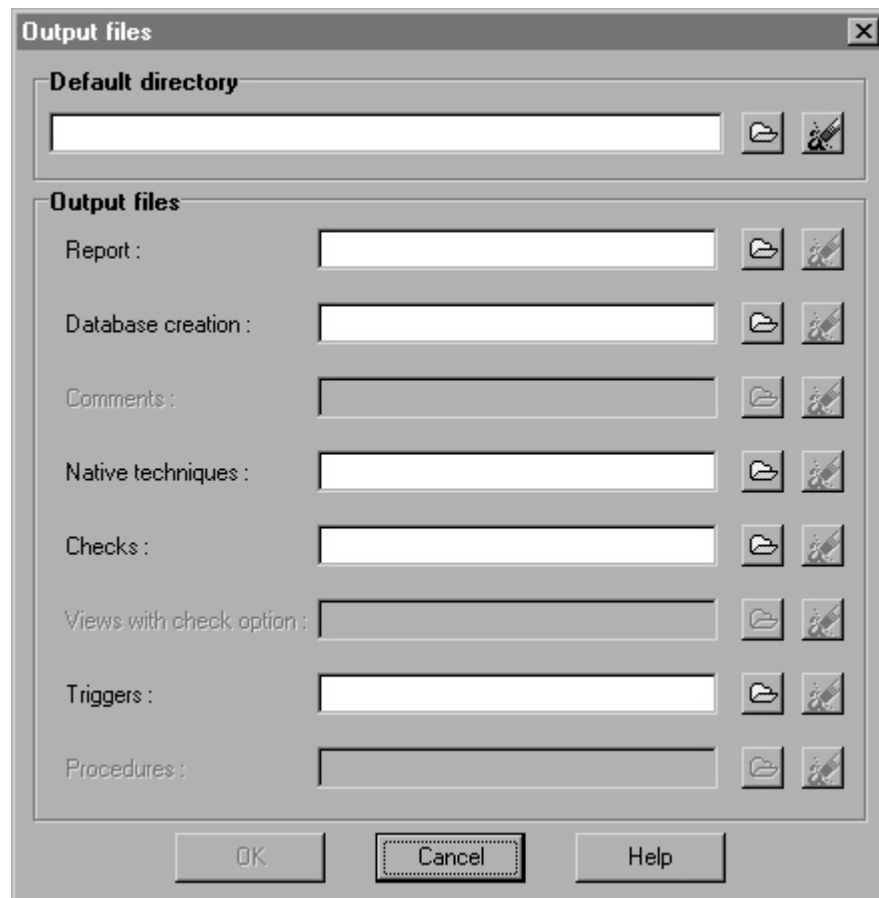 Output files
Default directory
Output files
Report :
Database creation :
Comments :
Native techniques :
Checks :
Views with check option :
Triggers :
Procedures :
OK Cancel Help